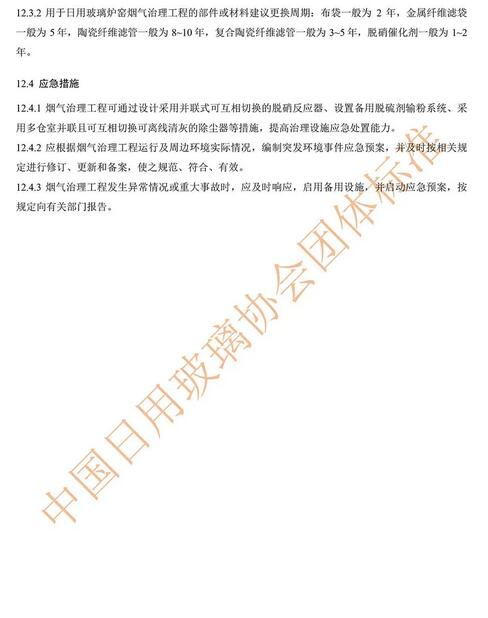 12.3.2 用于日用玻璃炉窑烟气治理工程的部件或材料建议更换周期：布袋一般为 2 年，金属纤维滤袋
一般为 5 年，陶瓷纤维滤管一般为 8~10 年，复合陶瓷纤维滤管一般为 3~5 年，脱硝催化剂一般为 1~2
年。
12.4 应急措施
12.4.1 烟气治理工程可通过设计采用并联式可互相切换的脱硝反应器、设置备用脱硫剂输粉系统、采
用多仓室并联且可互相切换可离线清灰的除尘器等措施，提高治理设施应急处置能力。
12.4.2 应根据烟气治理工程运行及周边环境实际情况，编制突发环境事件应急预案，并及时按相关规
定进行修订、更新和备案，使之规范、符合、有效。
12.4.3 烟气治理工程发生异常情况或重大事故时，应及时响应，启用备用设施，并启动应急预案，按
规定向有关部门报告。
中国日用玻璃协会团体标准